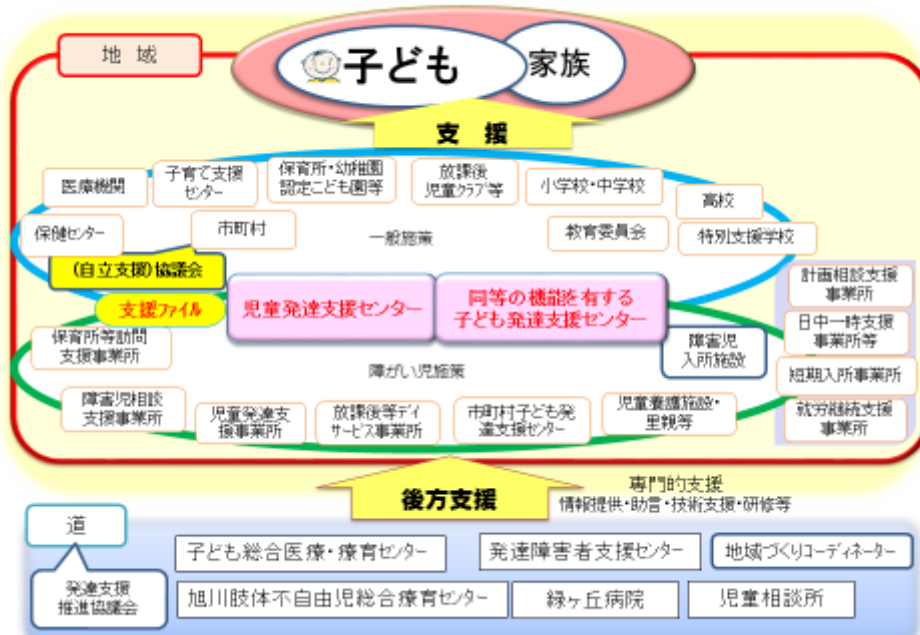 地 域
子ども
家族
支 援
医療機関
子育て支援
センター
保育所・幼稚園
認定こども園等
放課後
児童クラブ等
小学校・中学校
高校
保健センター
市町村
一般施策
教育委員会
特別支援学校
(自立支援)協議会
支援ファイル
児童発達支援センター
同等の機能を有する
子ども発達支援センター
計画相談支援
事業所
日中一時支援
事業所等
短期入所事業所
就労継続支援
事業所
保育所等訪問
支援事業所
障がい児施策
障害児
入所施設
障害児相談
支援事業所
児童発達支
援事業所
放課後等デイ
サービス事業所
市町村子ども発
達支援センター
児童養護施設・
里親等
後方支援
専門的支援
情報提供・助言・技術支援・研修等
道
発達支援
推進協議会
子ども総合医療・療育センター
発達障害者支援センター
地域づくりコーディネーター
旭川肢体不自由児総合療育センター
緑ヶ丘病院
児童相談所